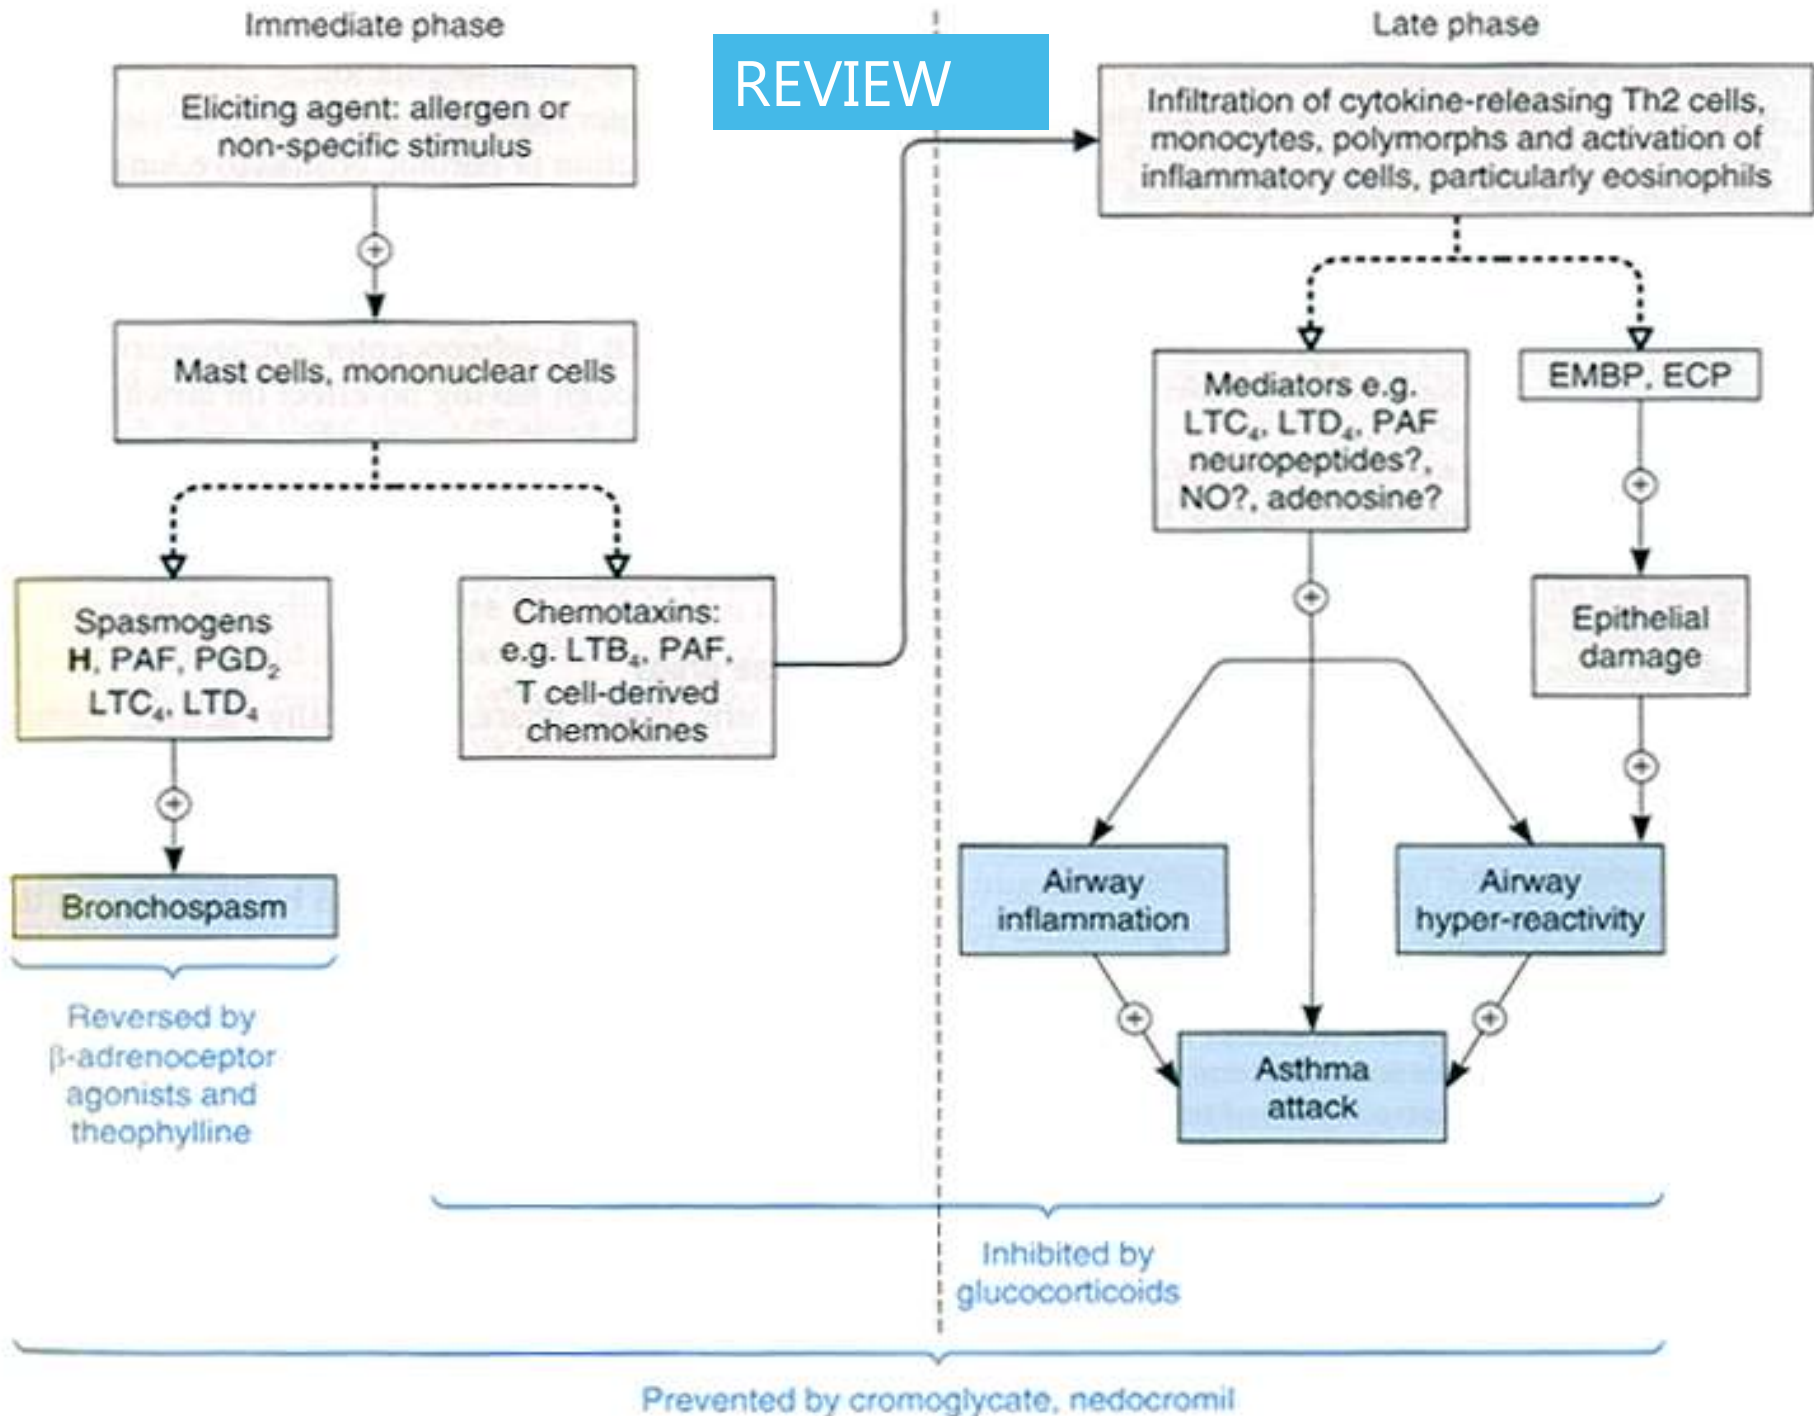 Immediate phase
REVIEW
Late phase
Eliciting agent: allergen or
non-specific stimulus
Infiltration of cytokine-releasing Th2 cells,
monocytes, polymorphs and activation of
inflammatory cells, particularly eosinophils
+
Mast cells, mononuclear cells
Mediators e.g.
LTC₄, LTD₄, PAF
neuropeptides?,
NO?, adenosine?
EMBP, ECP
+
Spasmogens
H, PAF, PGD₂
LTC₄, LTD₄
Chemotaxins:
e.g. LTB₄, PAF,
T cell-derived
chemokines
+
Epithelial
damage
+
+
Bronchospasm
Airway
inflammation
Airway
hyper-reactivity
Reversed by
β-adrenoceptor
agonists and
theophylline
+
+
Asthma
attack
Inhibited by
glucocorticoids
Prevented by cromoglycate, nedocromil